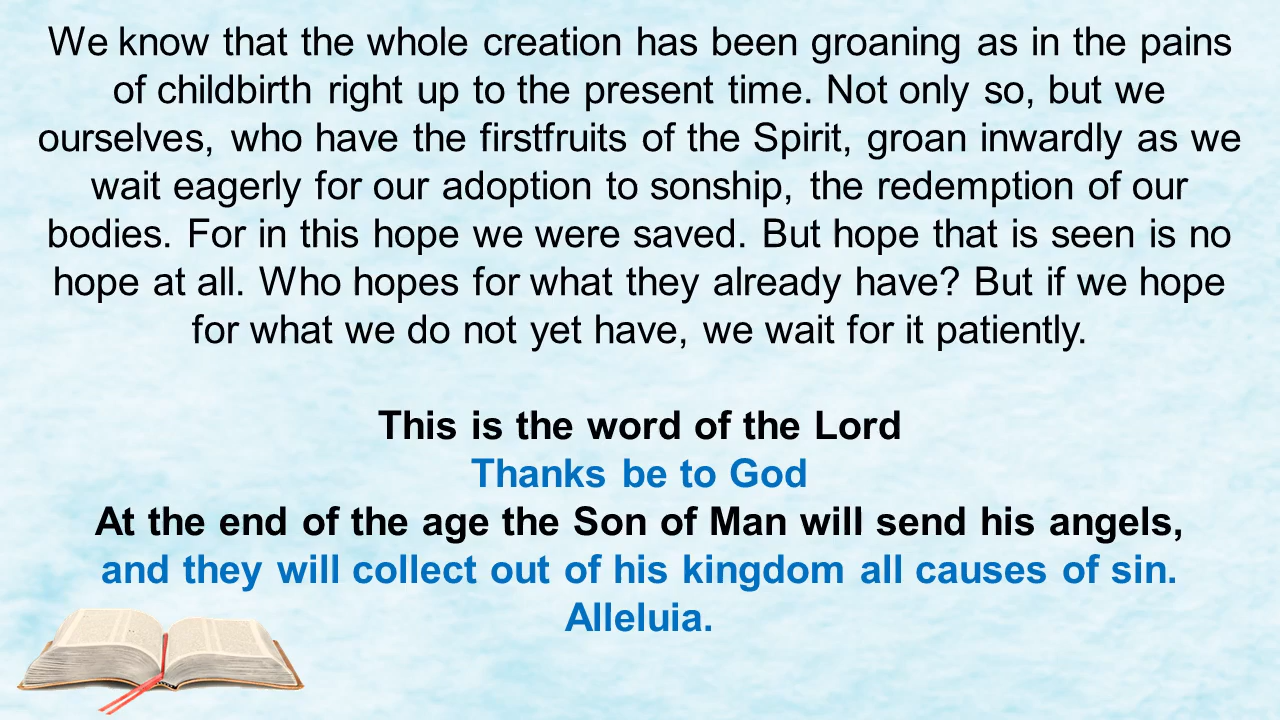 We know that the whole creation has been groaning as in the pains
of childbirth right up to the present time. Not only so, but we
ourselves, who have the firstfruits of the Spirit, groan inwardly as we
wait eagerly for our adoption to sonship, the redemption of our
bodies. For in this hope we were saved. But hope that is seen is no
hope at all. Who hopes for what they already have? But if we hope
for what we do not yet have, we wait for it patiently.
This is the word of the Lord
Thanks be to God
At the end of the age the Son of Man will send his angels,
and they will collect out of his kingdom all causes of sin.
Alleluia.